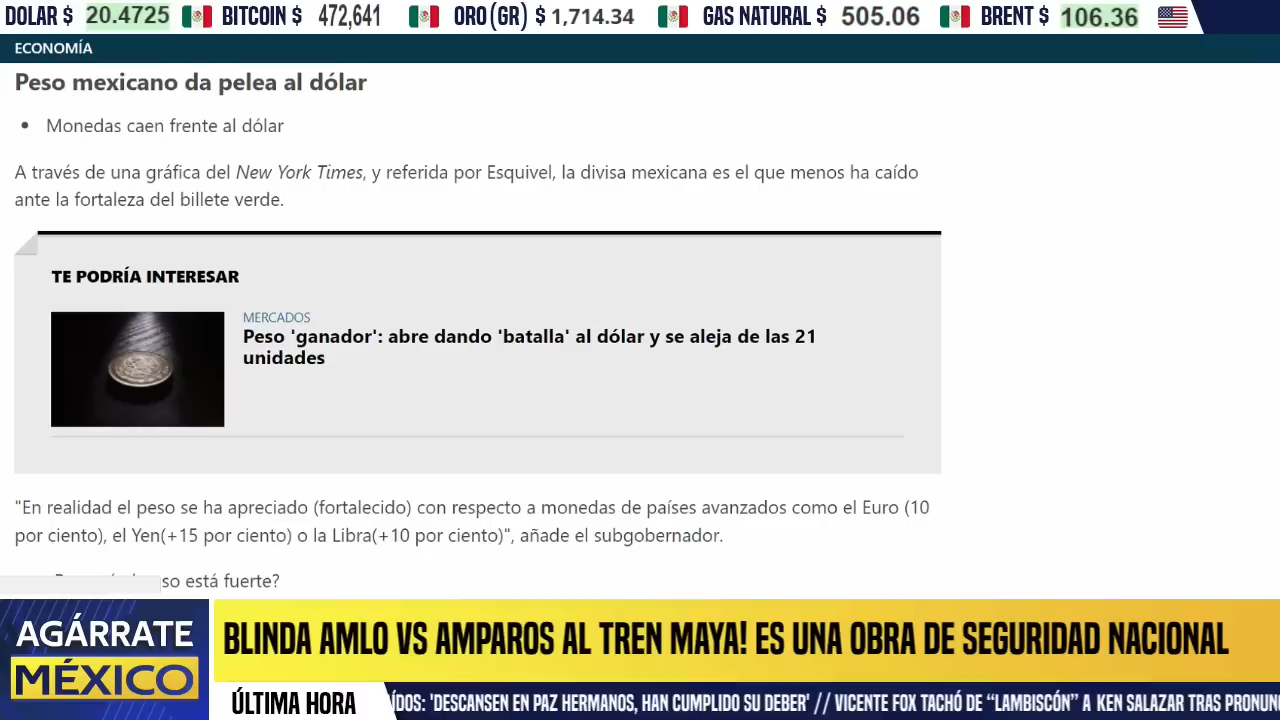 DOLAR $ 20.4725 BITCOIN $ 472,641 ORO(GR) $ 1,714.34 GAS NATURAL $ 505.06 BRENT $ 106.36
ECONOMÍA
Peso mexicano da pelea al dólar
• Monedas caen frente al dólar
A través de una gráfica del New York Times, y referida por Esquivel, la divisa mexicana es el que menos ha caído
ante la fortaleza del billete verde.
TE PODRÍA INTERESAR
MERCADOS
Peso 'ganador': abre dando 'batalla' al dólar y se aleja de las 21
unidades
"En realidad el peso se ha apreciado (fortalecido) con respecto a monedas de países avanzados como el Euro (10
por ciento), el Yen(+15 por ciento) o la Libra(+10 por ciento)", añade el subgobernador.
so está fuerte?
AGÁRRATE
MÉXICO
BLINDA AMLO VS AMPAROS AL TREN MAYA! ES UNA OBRA DE SEGURIDAD NACIONAL
ÚLTIMA HORA
ÍDOS: 'DESCANSEN EN PAZ HERMANOS, HAN CUMPLIDO SU DEBER' // VICENTE FOX TACHÓ DE “LAMBISCÓN” A KEN SALAZAR TRAS PRONUN